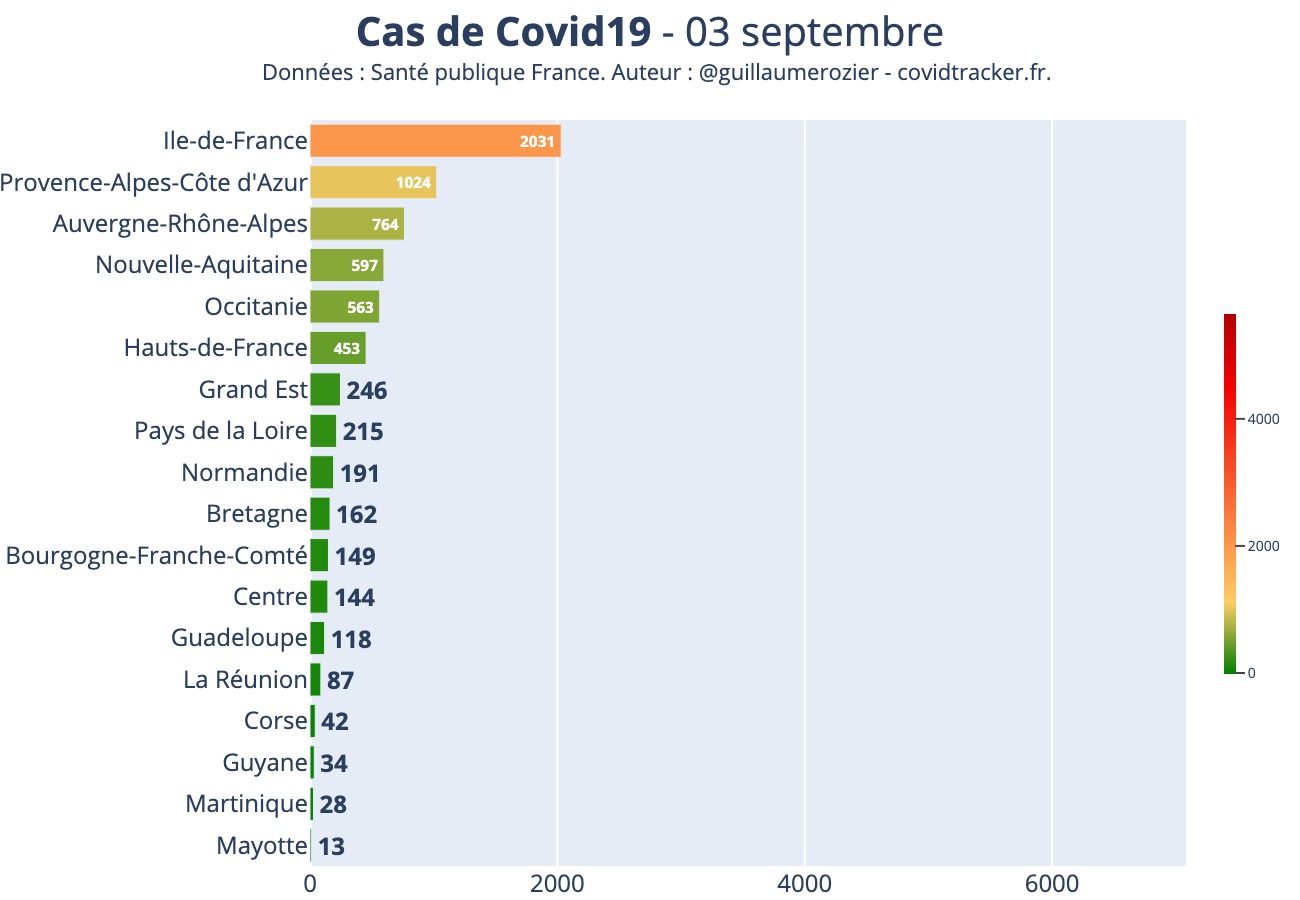 Cas de Covid19 - 03 septembre
Données : Santé publique France. Auteur : @guillaumerozier - covidtracker.fr.
Ile-de-France 2031
Provence-Alpes-Côte d'Azur 1024
Auvergne-Rhône-Alpes 764
Nouvelle-Aquitaine 597
Occitanie 563
Hauts-de-France 453
Grand Est 246
Pays de la Loire 215
Normandie 191
Bretagne 162
Bourgogne-Franche-Comté 149
Centre 144
Guadeloupe 118
La Réunion 87
Corse 42
Guyane 34
Martinique 28
Mayotte 13
0 2000 4000 6000
4000
2000
0